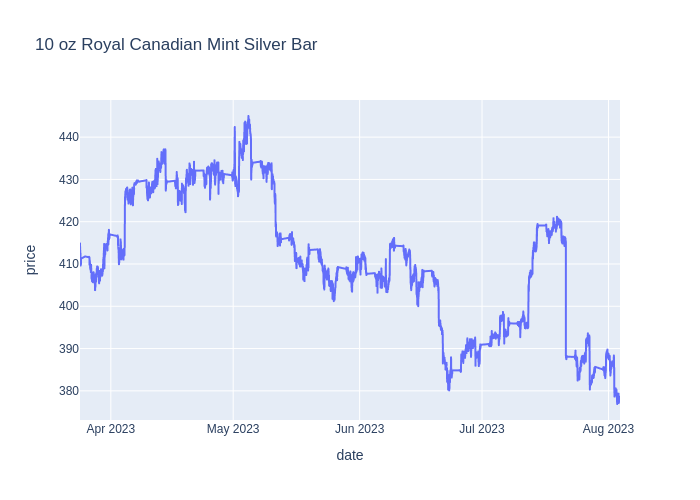 10 oz Royal Canadian Mint Silver Bar
440
430
420
410
400
390
380
price
Apr 2023
May 2023
Jun 2023
Jul 2023
Aug 2023
date